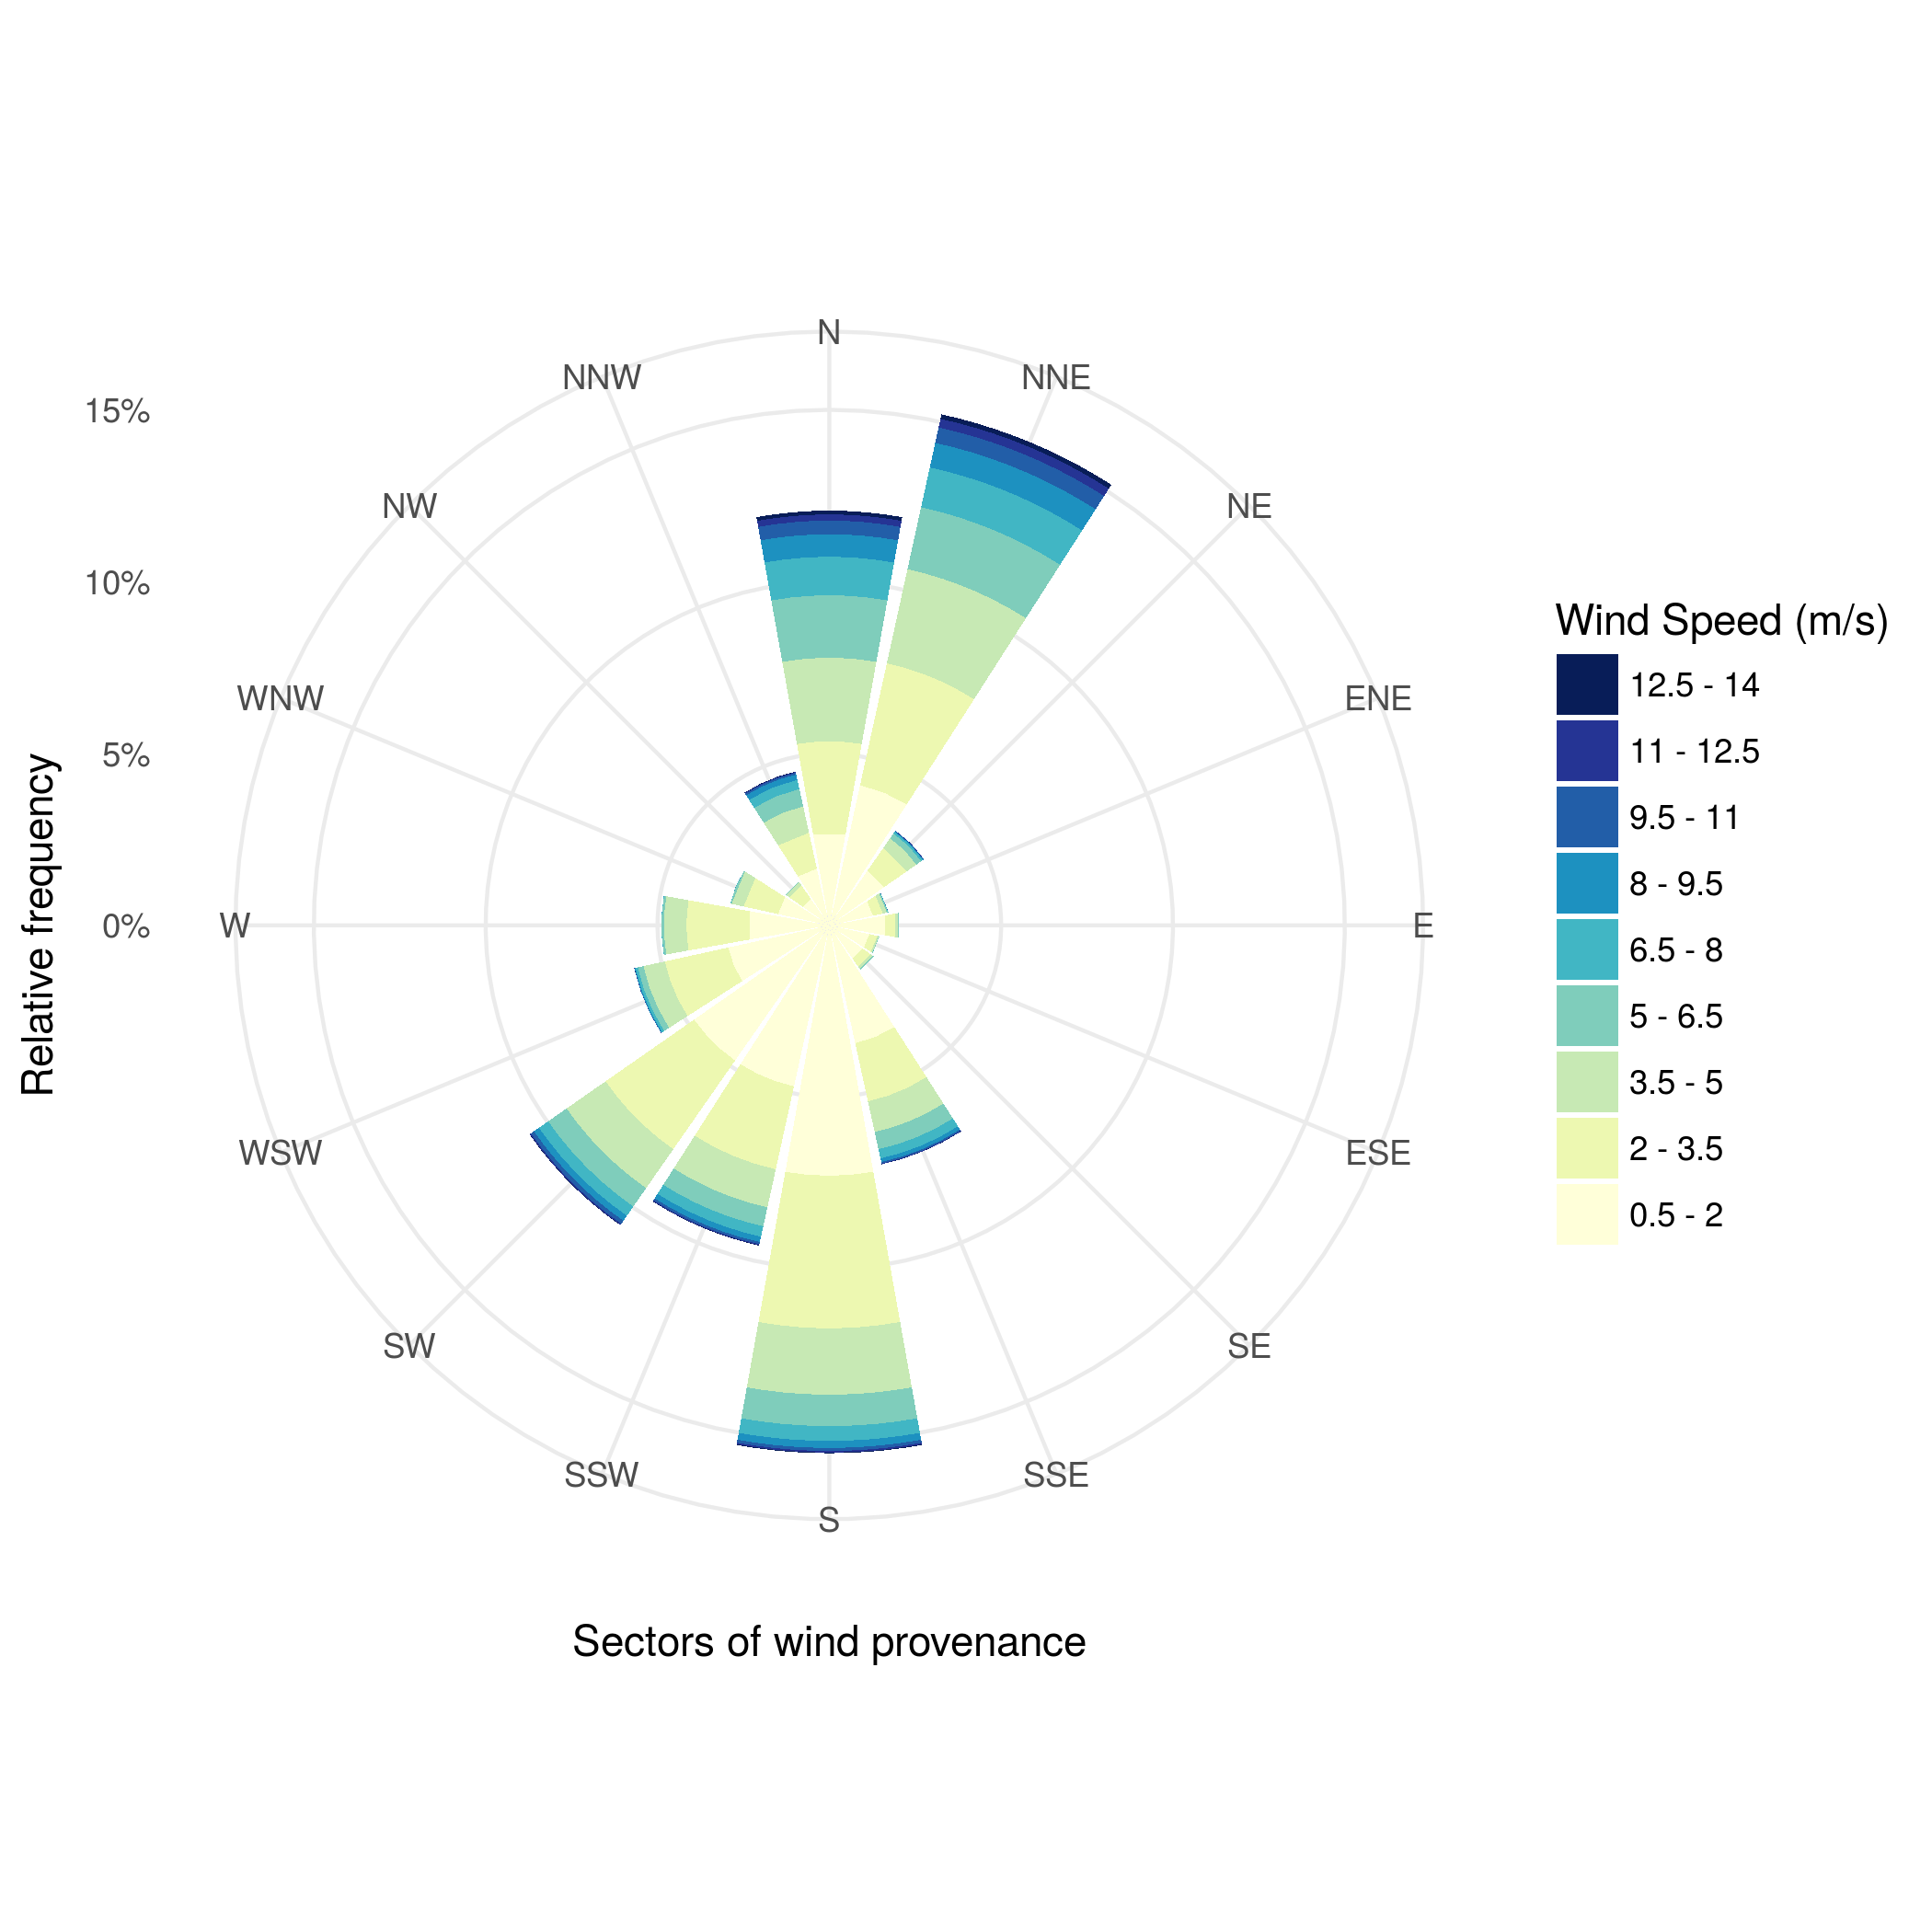 N
NNW
NNE
15%
NW
NE
10%
WNW
ENE
5%
0%
W
E
WSW
ESE
SW
SE
SSW
SSE
S
Relative frequency
Sectors of wind provenance
Wind Speed (m/s)
12.5 - 14
11 - 12.5
9.5 - 11
8 - 9.5
6.5 - 8
5 - 6.5
3.5 - 5
2 - 3.5
0.5 - 2